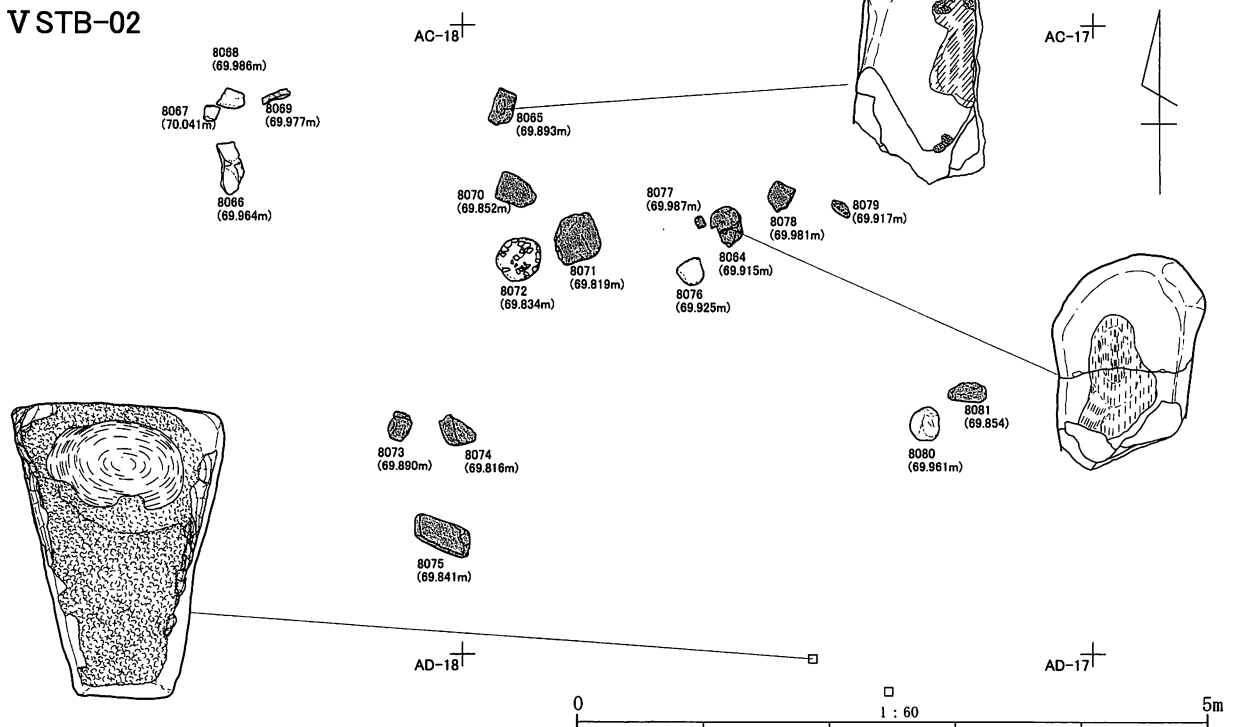 V STB-02
AC-18
AC-17
8068
(69.986m)
8067
(70.041m)
8069
(69.977m)
8066
(69.964m)
8065
(69.893m)
8070
(69.852m)
8071
(69.819m)
8072
(69.834m)
8077
(69.987m)
8064
(69.915m)
8076
(69.925m)
8078
(69.981m)
8079
(69.917m)
8073
(69.890m)
8074
(69.816m)
8075
(69.841m)
8081
(69.854)
8080
(69.961m)
AD-18
AD-17
0
1 : 60
5m